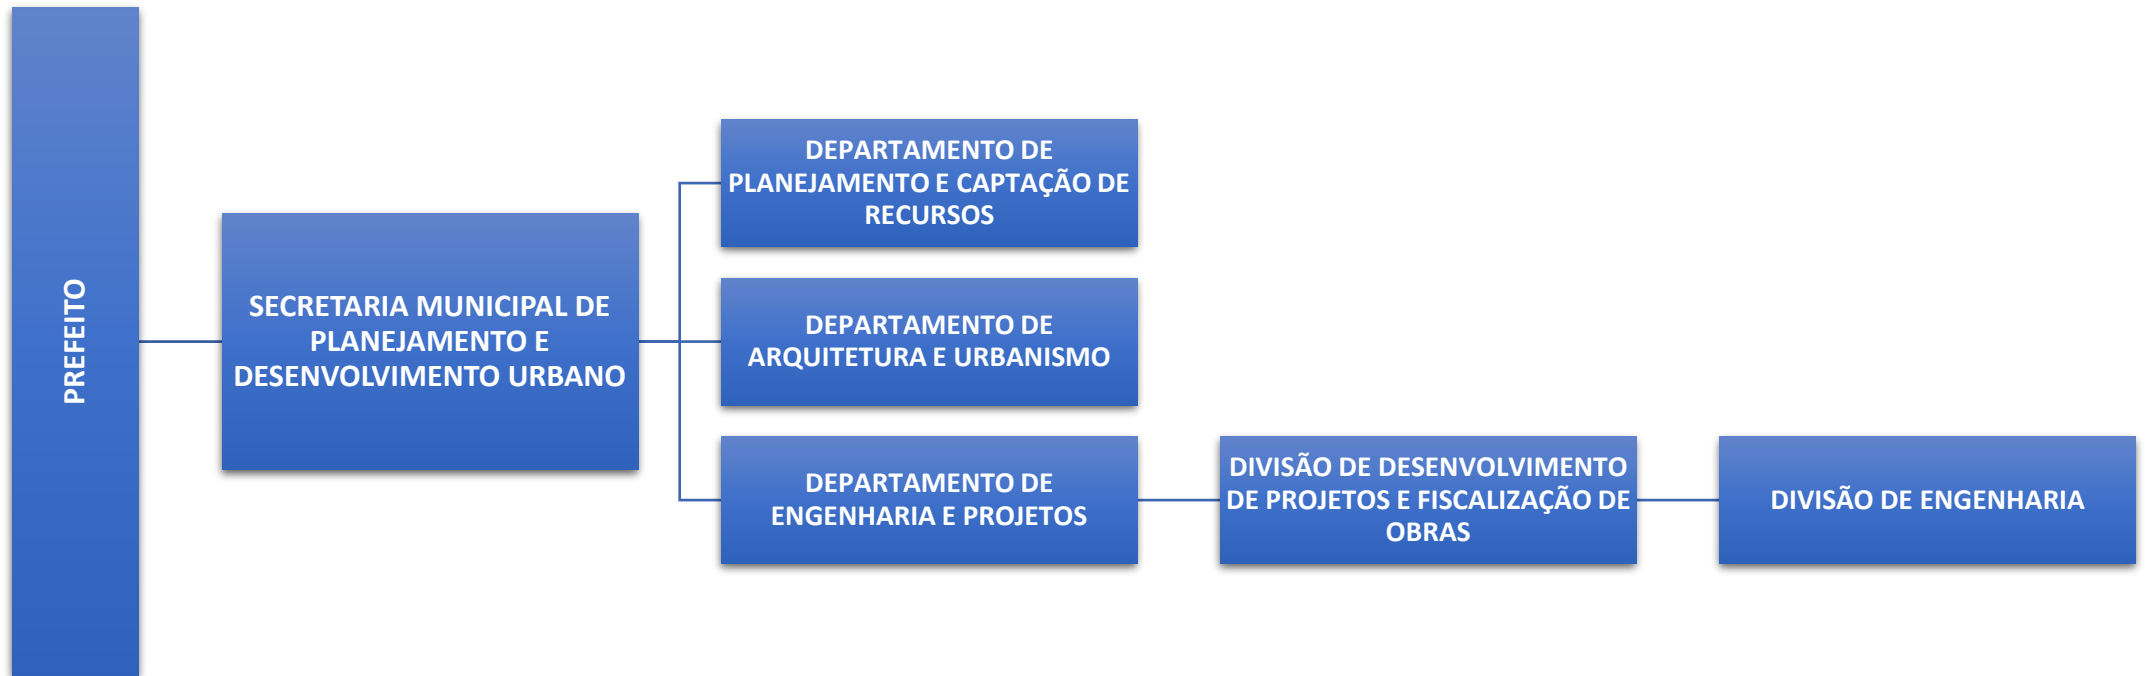 PREFEITO
SECRETARIA MUNICIPAL DE
PLANEJAMENTO E
DESENVOLVIMENTO URBANO
DEPARTAMENTO DE
PLANEJAMENTO E CAPTAÇÃO DE
RECURSOS
DEPARTAMENTO DE
ARQUITETURA E URBANISMO
DEPARTAMENTO DE
ENGENHARIA E PROJETOS
DIVISÃO DE DESENVOLVIMENTO
DE PROJETOS E FISCALIZAÇÃO DE
OBRAS
DIVISÃO DE ENGENHARIA